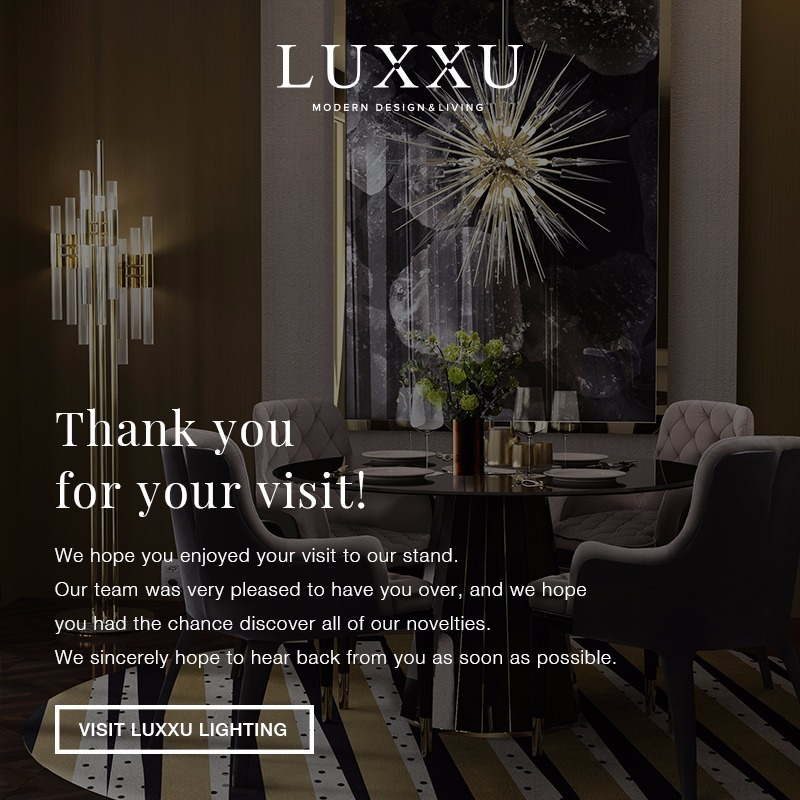 LUXXU
MODERN DESIGN & LIVING
Thank you
for your visit!
We hope you enjoyed your visit to our stand.
Our team was very pleased to have you over, and we hope
you had the chance discover all of our novelties.
We sincerely hope to hear back from you as soon as possible.
VISIT LUXXU LIGHTING